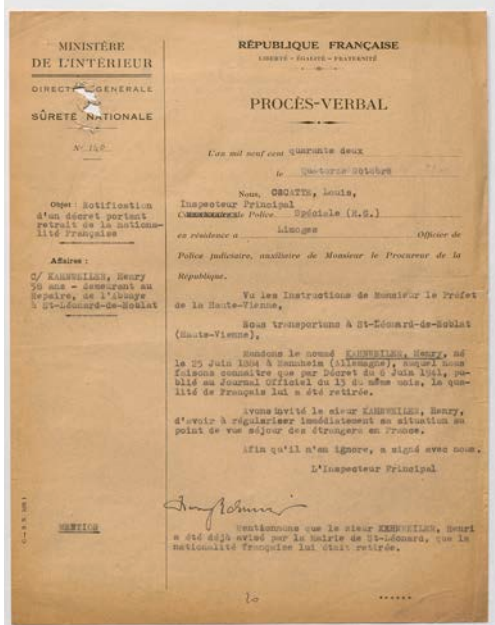 MINISTÈRE
DE L'INTÉRIEUR
DIRECT GÉNÉRALE
SÛRETÉ NATIONALE
N° 140
Objet : Notification
d'un décret portant
retrait de la nationa-
lité Française
Affaires :
C/ KAHNWEILER, Henry
58 ans - demeurant au
Repaire, de l'Abbaye
à St-Léonard-de-Noblat
RÉPUBLIQUE FRANÇAISE
LIBERTÉ - ÉGALITÉ - FRATERNITÉ
PROCÈS-VERBAL
L'an mil neuf cent quarante deux
le Quatorze Octobre
Nous, Louis,
Inspecteur Principal
de Police Spéciale (R.G.)
en résidence à Limoges Officier de
Police judiciaire, auxiliaire de Monsieur le Procureur de la
République.
Vu les Instructions de Monsieur le Préfet
de la Haute-Vienne,
Nous transportons à St-Léonard-de-Noblat
(Haute-Vienne),
Mandons le nommé KAHNWEILER, Henry, né
le 25 Juin 1884 à Mannheim (Allemagne), auquel nous
faisons connaître que par Décret du 6 Juin 1941, pu-
blié au Journal Officiel du 15 du même mois, la qua-
lité de Français lui a été retirée.
Avons invité le sieur KAHNWEILER, Henry,
d'avoir à régulariser immédiatement sa situation au
point de vue séjour des étrangers en France.
Afin qu'il n'en ignore, a signé avec nous.
L'Inspecteur Principal
MENTION
Mentionnons que le sieur KAHNWEILER, Henri
a été déjà avisé par la Mairie de St-Léonard, que la
nationalité française lui était retirée.
20